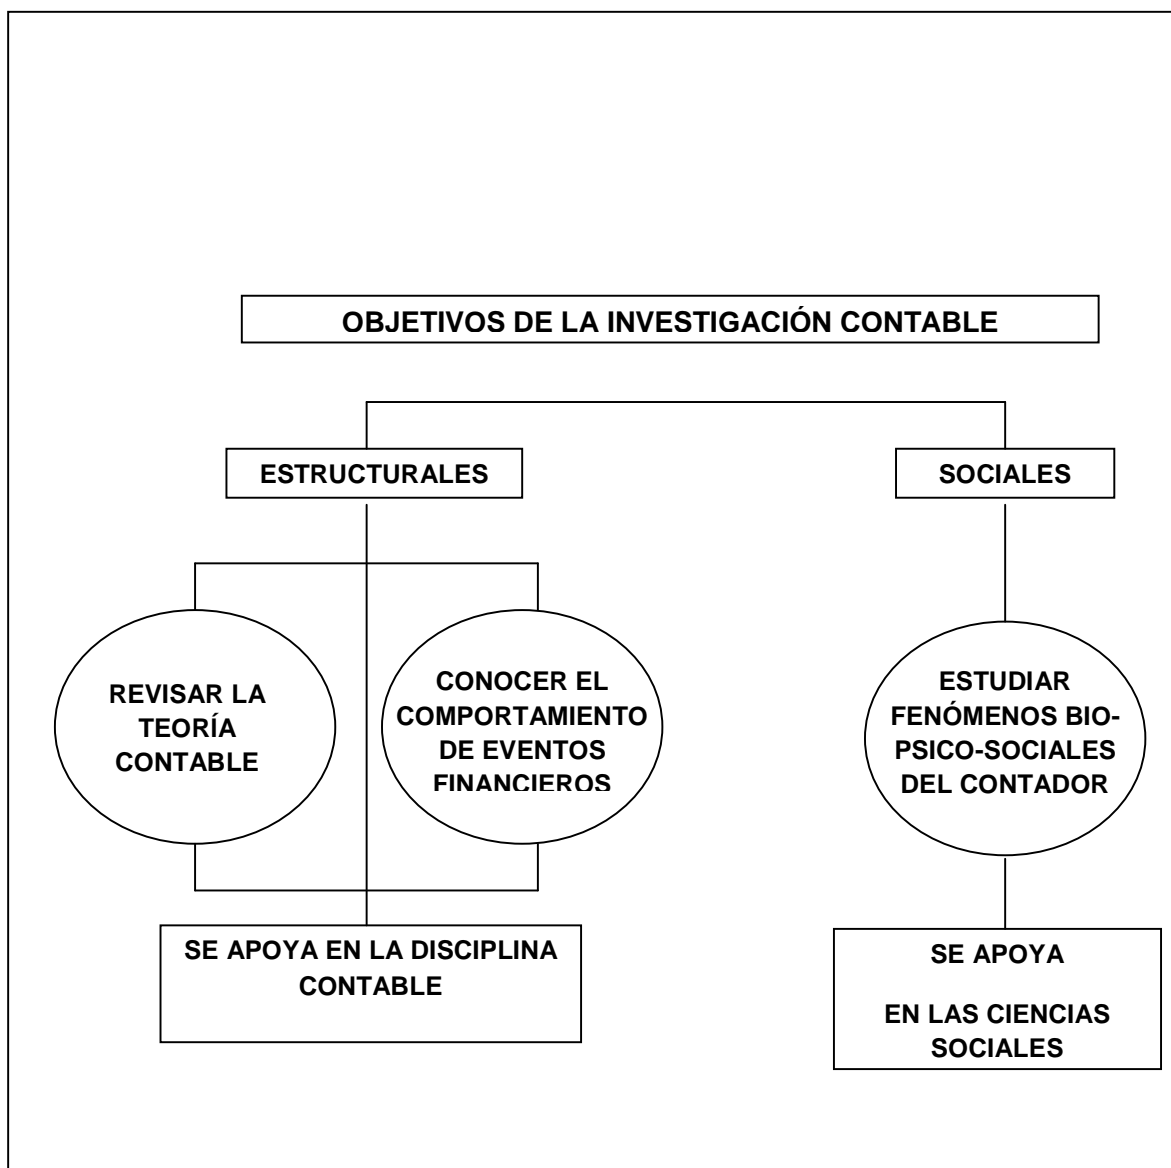 OBJETIVOS DE LA INVESTIGACIÓN CONTABLE
ESTRUCTURALES
SOCIALES
REVISAR LA
TEORÍA
CONTABLE
CONOCER EL
COMPORTAMIENTO
DE EVENTOS
FINANCIEROS
ESTUDIAR
FENÓMENOS BIO-
PSICO-SOCIALES
DEL CONTADOR
SE APOYA EN LA DISCIPLINA
CONTABLE
SE APOYA
EN LAS CIENCIAS
SOCIALES